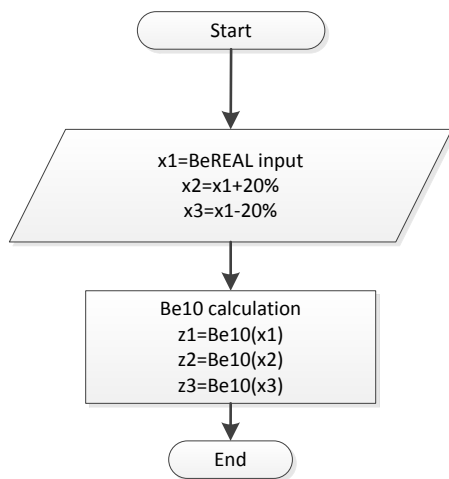 Start
x1=BeREAL input
x2=x1+20%
x3=x1-20%
Be10 calculation
z1=Be10(x1)
z2=Be10(x2)
z3=Be10(x3)
End